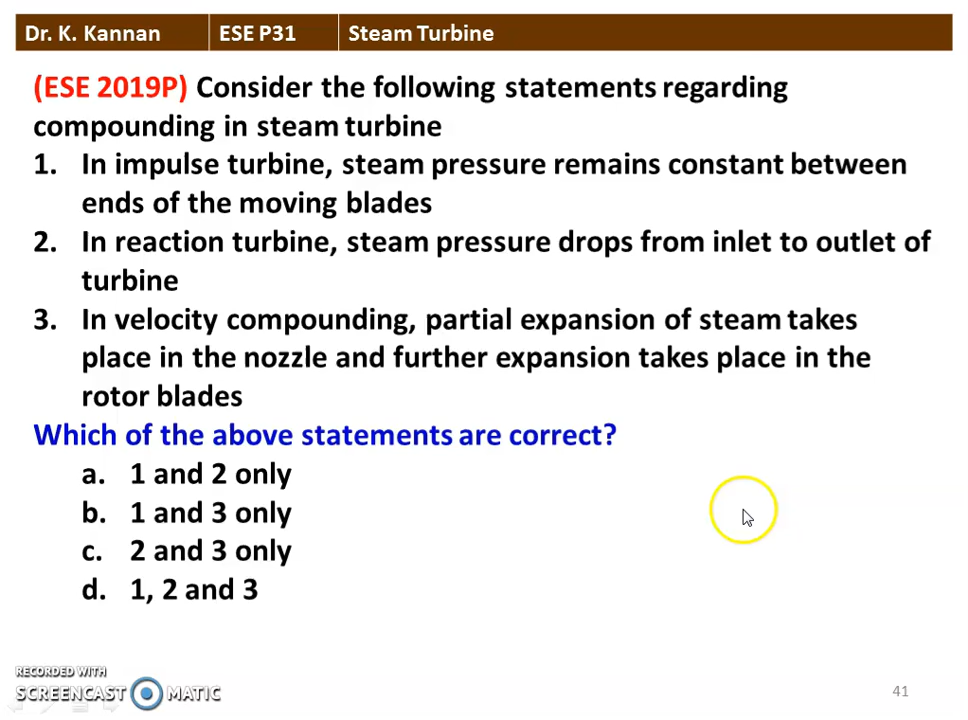 Dr. K. Kannan ESE P31 Steam Turbine
(ESE 2019P) Consider the following statements regarding
compounding in steam turbine
1. In impulse turbine, steam pressure remains constant between
ends of the moving blades
2. In reaction turbine, steam pressure drops from inlet to outlet of
turbine
3. In velocity compounding, partial expansion of steam takes
place in the nozzle and further expansion takes place in the
rotor blades
Which of the above statements are correct?
a. 1 and 2 only
b. 1 and 3 only
c. 2 and 3 only
d. 1, 2 and 3
RECORDED WITH
SCREENCAST MATIC
41